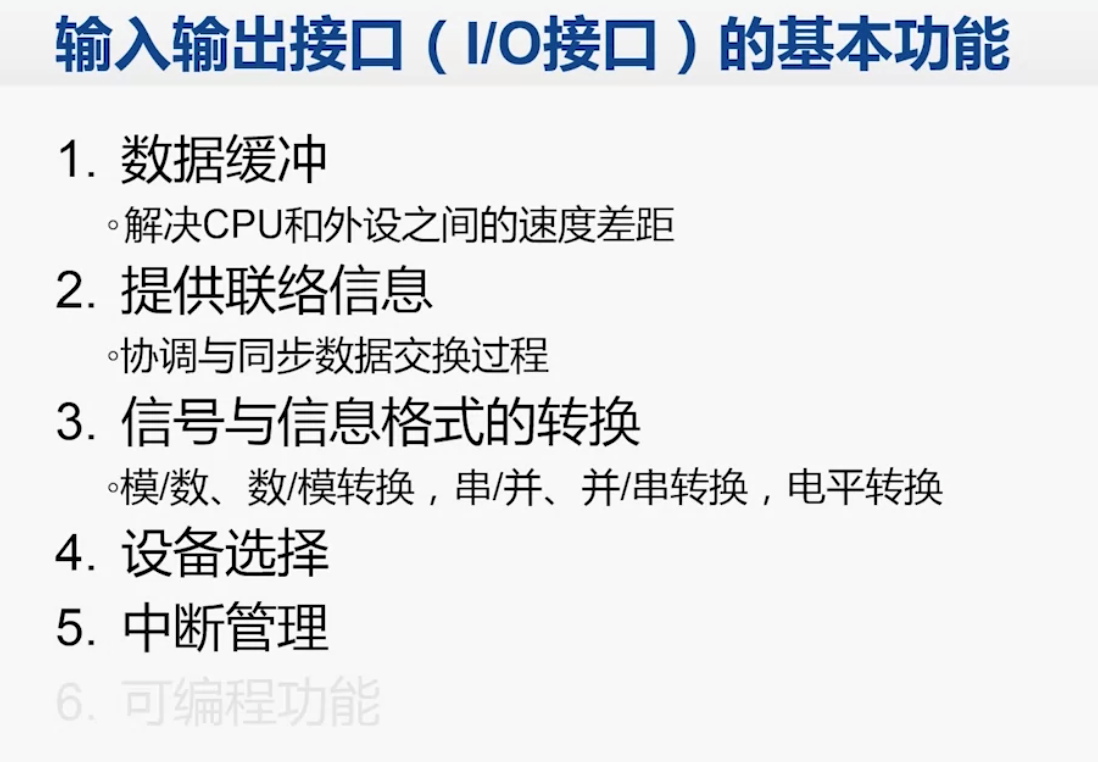 输入输出接口（I/O接口）的基本功能
1. 数据缓冲
◦解决CPU和外设之间的速度差距
2. 提供联络信息
◦协调与同步数据交换过程
3. 信号与信息格式的转换
◦模/数、数/模转换，串/并、并/串转换，电平转换
4. 设备选择
5. 中断管理
6. 可编程功能